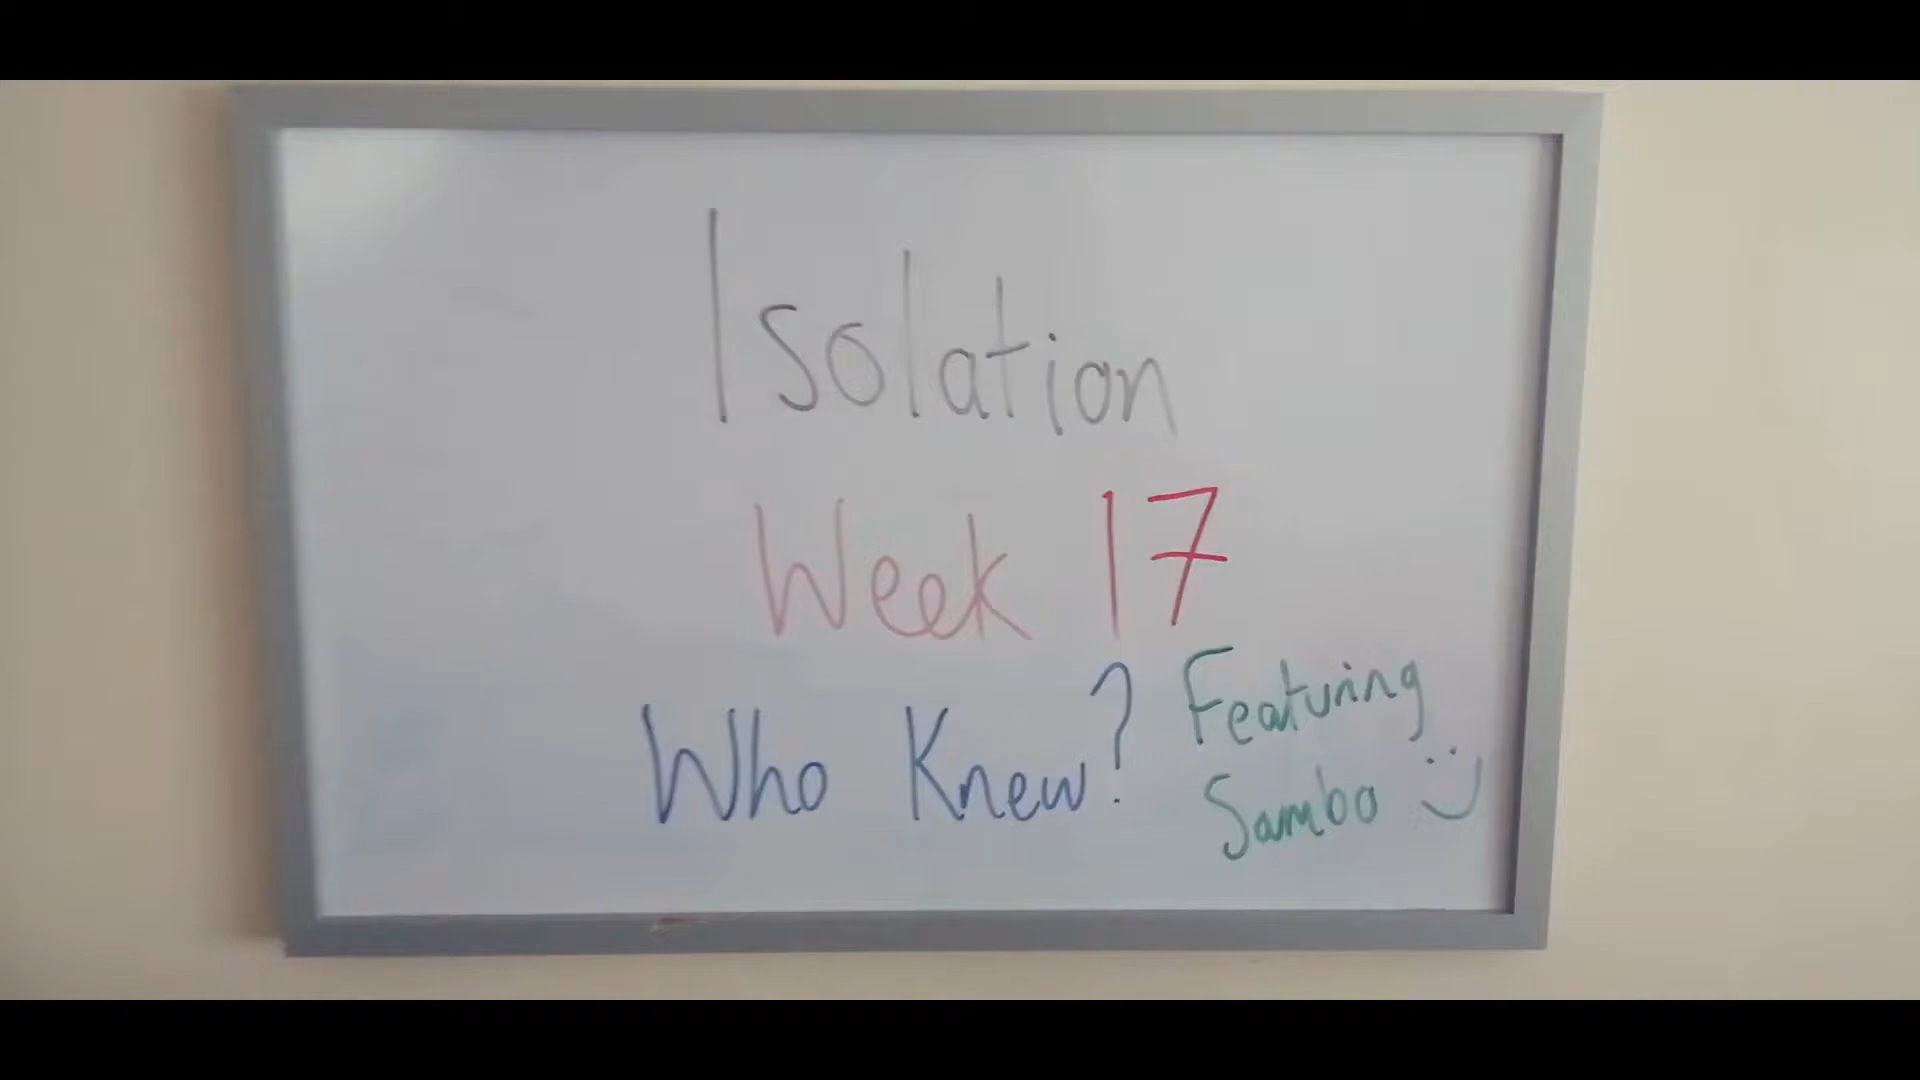 Isolation
Week 17
Who Knew?
Featuring
Sambo :)